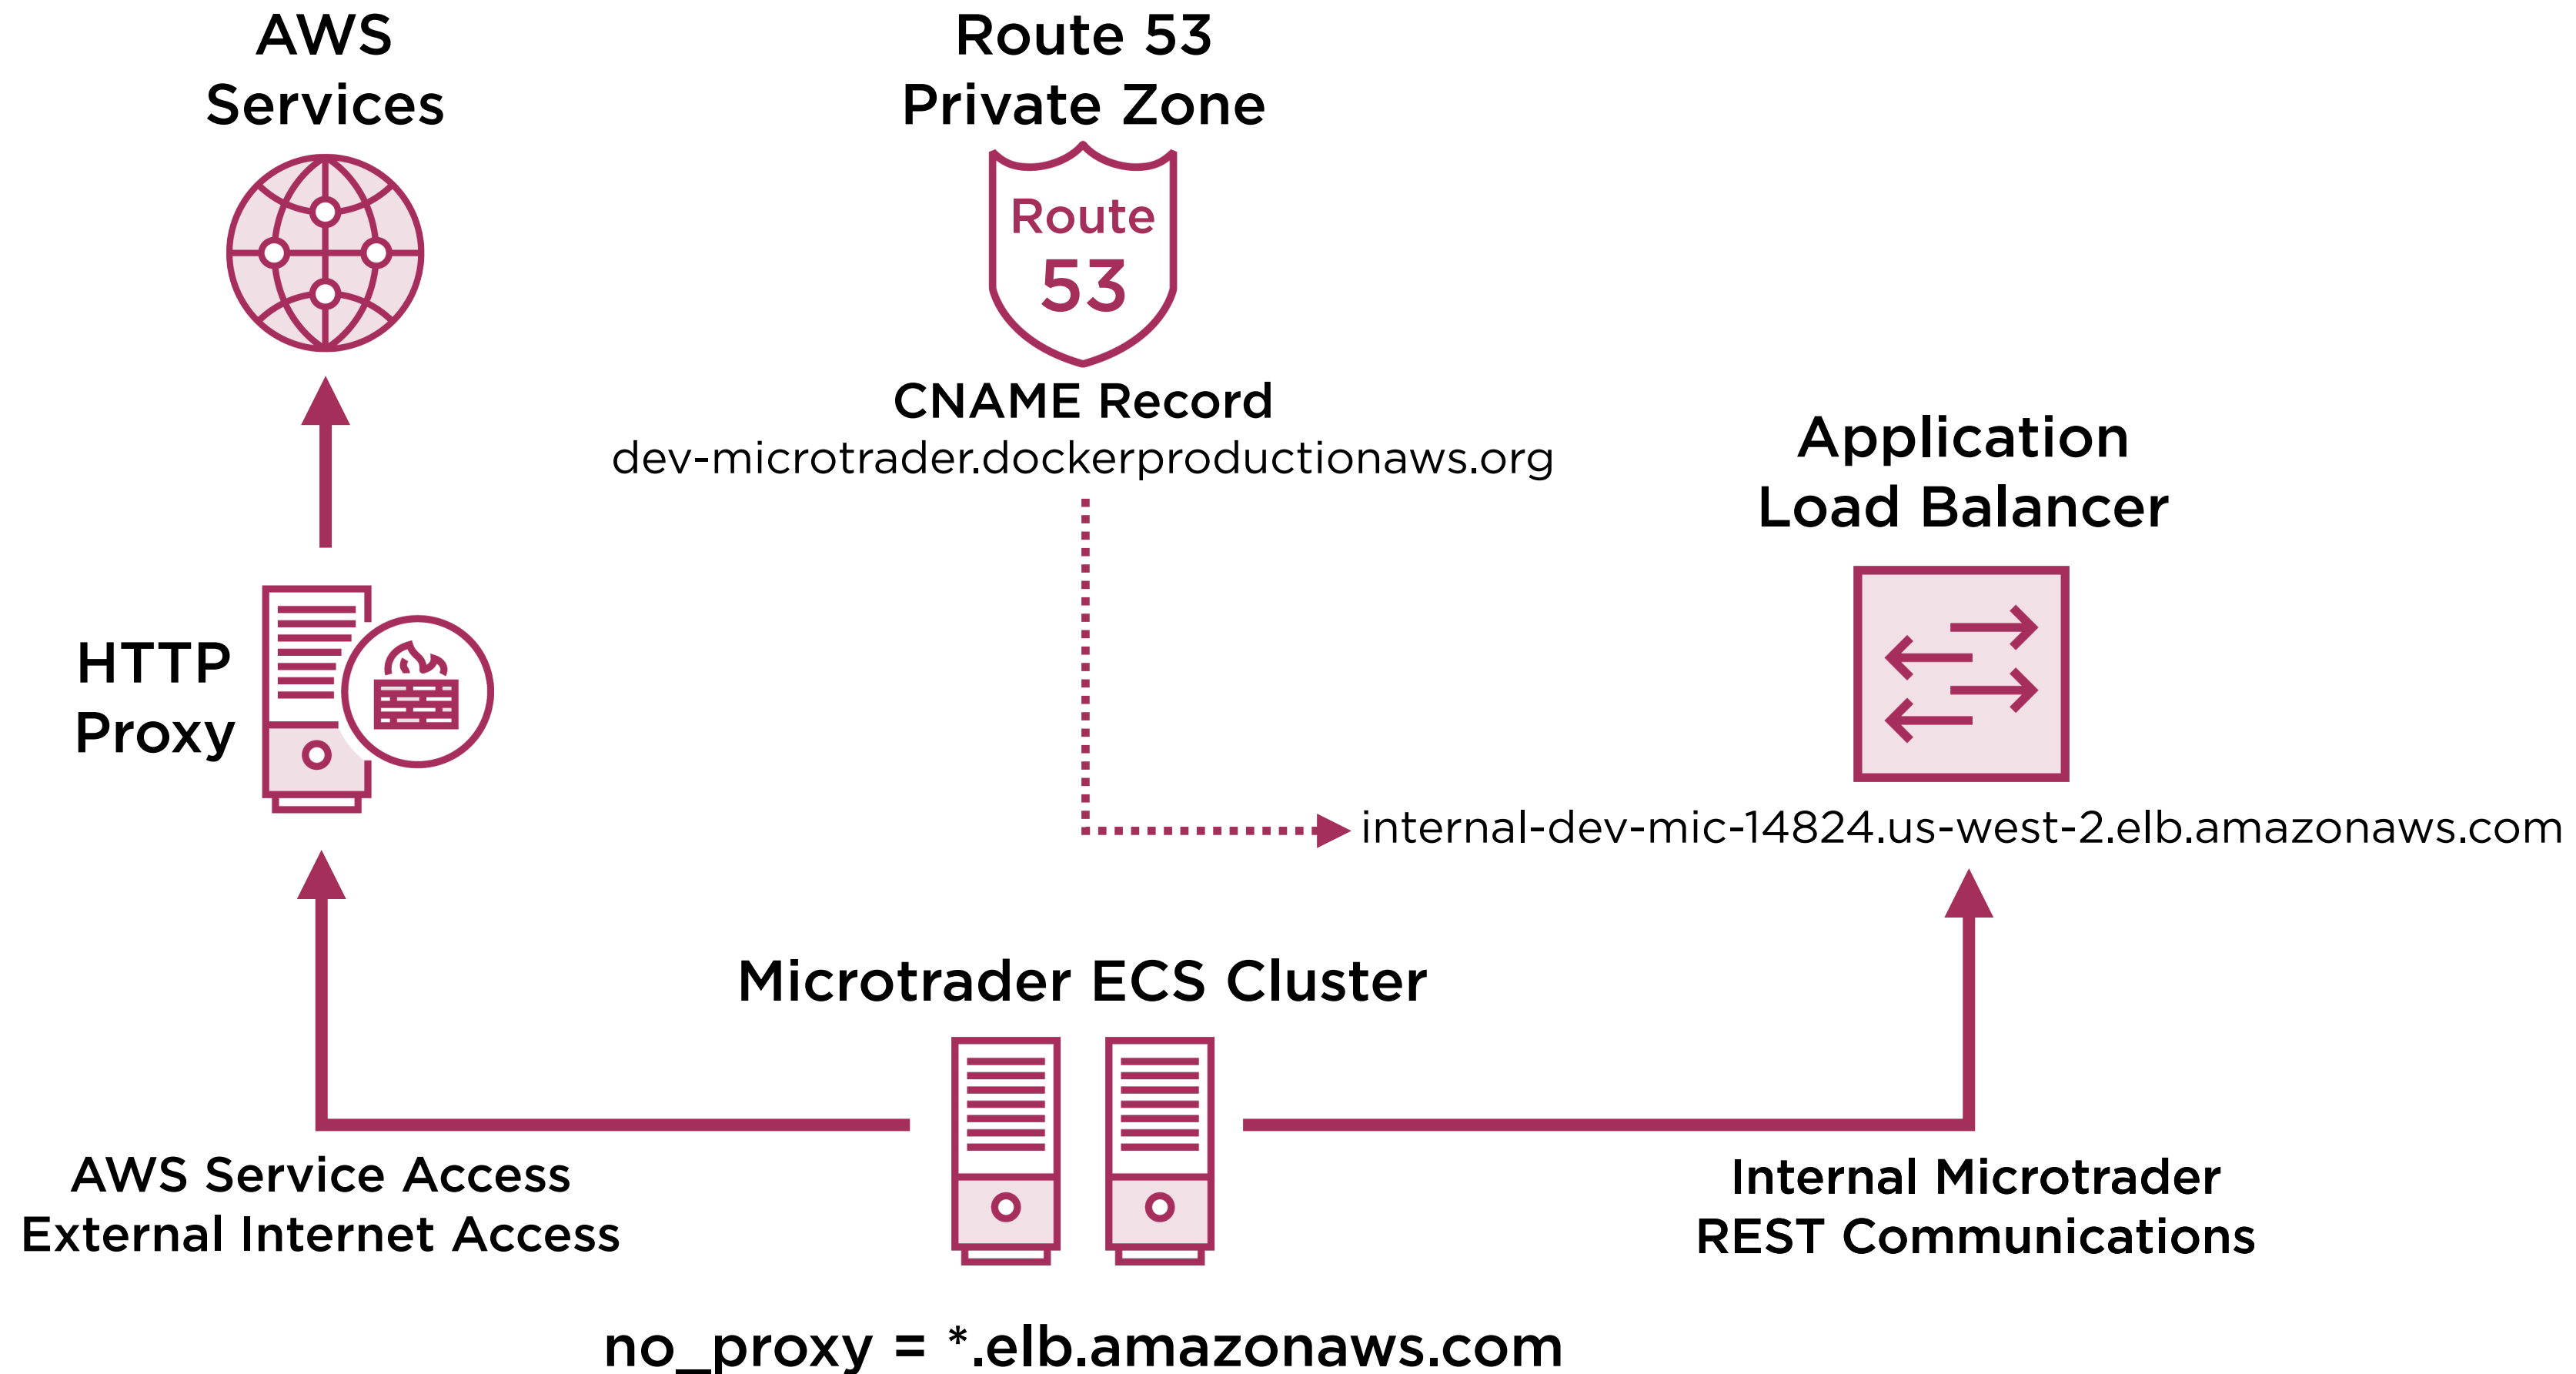 AWS
Services
Route 53
Private Zone
Route
53
CNAME Record
dev-microtrader.dockerproductionaws.org
Application
Load Balancer
HTTP
Proxy
internal-dev-mic-14824.us-west-2.elb.amazonaws.com
Microtrader ECS Cluster
AWS Service Access
External Internet Access
Internal Microtrader
REST Communications
no_proxy = *.elb.amazonaws.com